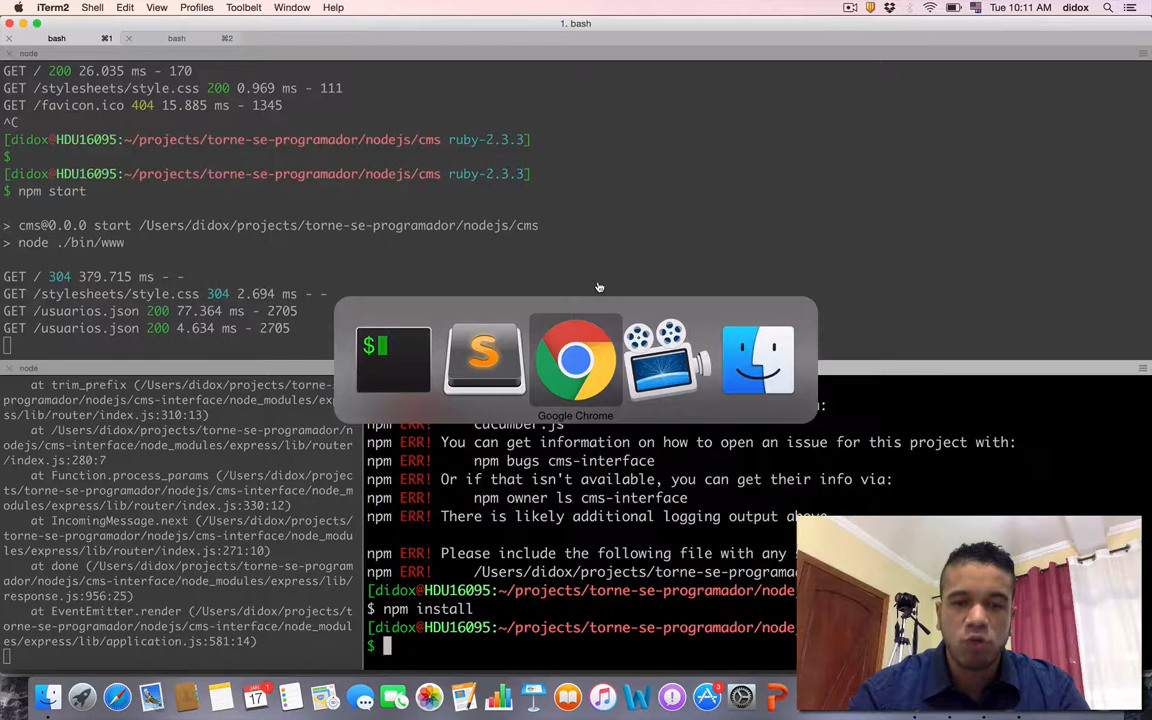 iTerm2 Shell Edit View Profiles Toolbelt Window Help Tue 10:11 AM didox
1. bash
bash ⌘1 bash ⌘2
node
GET / 200 26.035 ms - 170
GET /stylesheets/style.css 200 0.969 ms - 111
GET /favicon.ico 404 15.885 ms - 1345
^C
[didox@HDU16095:~/projects/torne-se-programador/nodejs/cms ruby-2.3.3]
$
[didox@HDU16095:~/projects/torne-se-programador/nodejs/cms ruby-2.3.3]
$ npm start
> cms@0.0.0 start /Users/didox/projects/torne-se-programador/nodejs/cms
> node ./bin/www
GET / 304 379.715 ms - -
GET /stylesheets/style.css 304 2.694 ms - -
GET /usuarios.json 200 77.364 ms - 2705
GET /usuarios.json 200 4.634 ms - 2705
$
S
Google Chrome
node
at trim_prefix (/Users/didox/projects/torne-s
e-programador/nodejs/cms-interface/node_modules/expr
ess/lib/router/index.js:310:13)
at /Users/didox/projects/torne-se-programador/n
odejs/cms-interface/node_modules/express/lib/router
/index.js:280:7
at Function.process_params (/Users/didox/projec
ts/torne-se-programador/nodejs/cms-interface/node_m
odules/express/lib/router/index.js:330:12)
at IncomingMessage.next (/Users/didox/projects/
torne-se-programador/nodejs/cms-interface/node_modu
les/express/lib/router/index.js:271:10)
at done (/Users/didox/projects/torne-se-program
ador/nodejs/cms-interface/node_modules/express/lib/
response.js:956:25)
at EventEmitter.render (/Users/didox/projects/t
orne-se-programador/nodejs/cms-interface/node_modul
es/express/lib/application.js:581:14)
npm ERR! cucumber.js
npm ERR! You can get information on how to open an issue for this project with:
npm ERR! npm bugs cms-interface
npm ERR! Or if that isn't available, you can get their info via:
npm ERR! npm owner ls cms-interface
npm ERR! There is likely additional logging output above.
npm ERR! Please include the following file with any
npm ERR! /Users/didox/projects/torne-se-programa
[didox@HDU16095:~/projects/torne-se-programador/node
$ npm install
[didox@HDU16095:~/projects/torne-se-programador/node
$